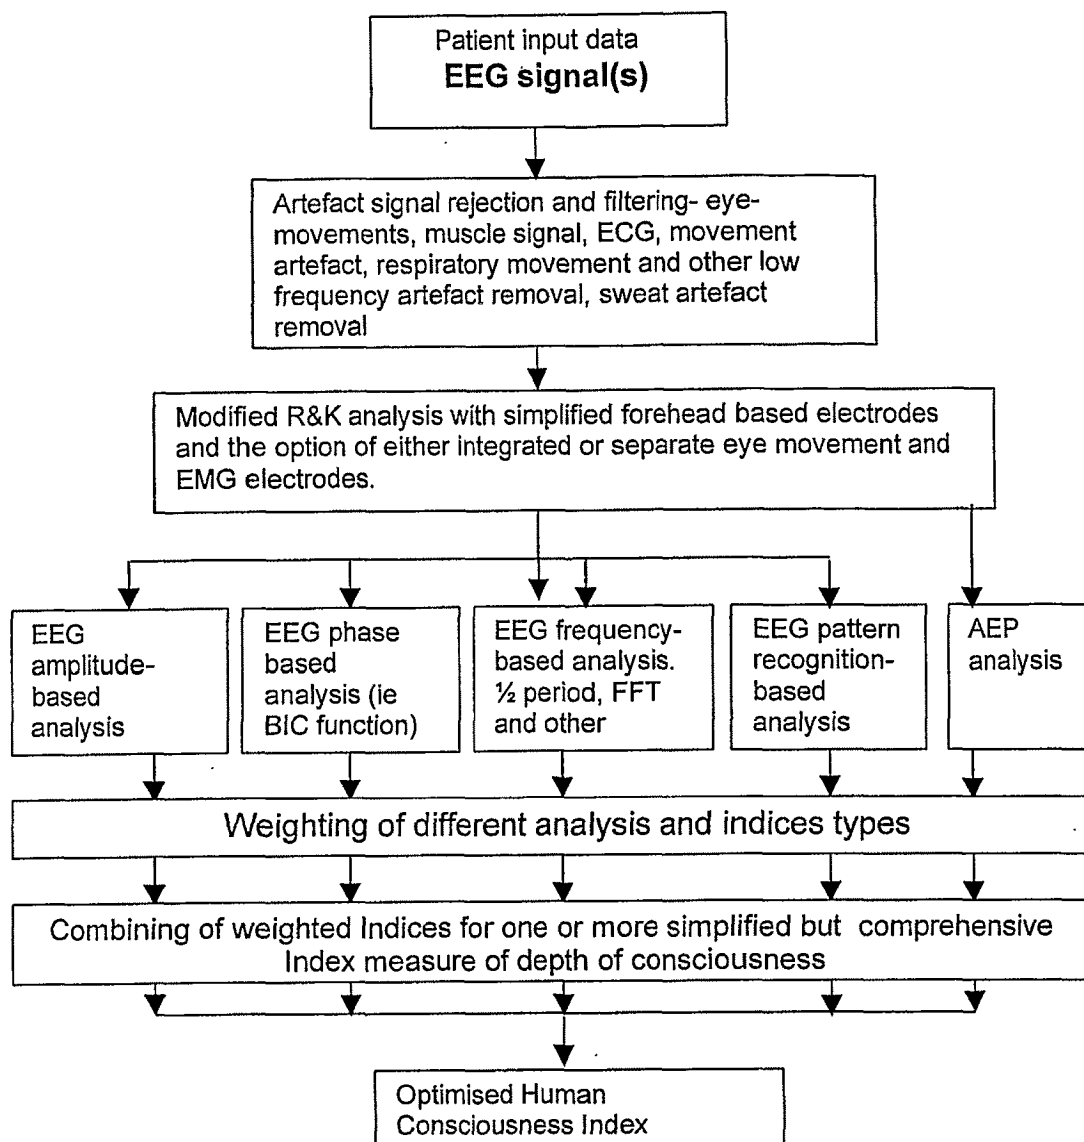 Patient input data
EEG signal(s)
Artefact signal rejection and filtering- eye-
movements, muscle signal, ECG, movement
artefact, respiratory movement and other low
frequency artefact removal, sweat artefact
removal
Modified R&K analysis with simplified forehead based electrodes
and the option of either integrated or separate eye movement and
EMG electrodes.
EEG
amplitude-
based
analysis
EEG phase
based
analysis (ie
BIC function)
EEG frequency-
based analysis.
½ period, FFT
and other
EEG pattern
recognition-
based
analysis
AEP
analysis
Weighting of different analysis and indices types
Combining of weighted Indices for one or more simplified but comprehensive
Index measure of depth of consciousness
Optimised Human
Consciousness Index